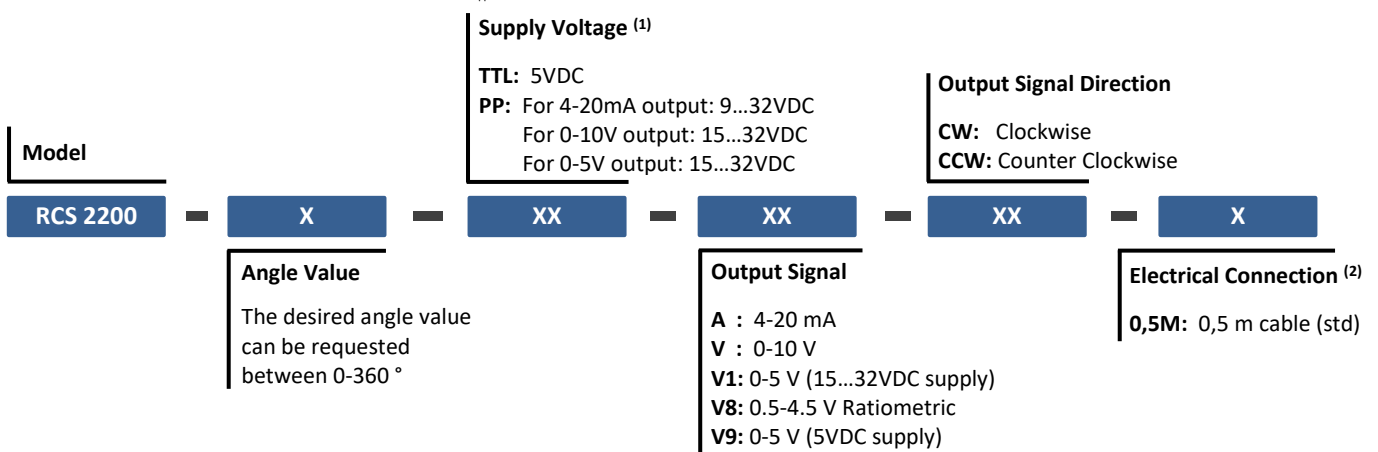 Supply Voltage (1)
TTL: 5VDC
PP: For 4-20mA output: 9...32VDC
For 0-10V output: 15...32VDC
For 0-5V output: 15...32VDC
Output Signal Direction
CW: Clockwise
CCW: Counter Clockwise
Model
RCS 2200 - X - XX - XX - XX - X
Angle Value
The desired angle value
can be requested
between 0-360 °
Output Signal
A : 4-20 mA
V : 0-10 V
V1: 0-5 V (15...32VDC supply)
V8: 0.5-4.5 V Ratiometric
V9: 0-5 V (5VDC supply)
Electrical Connection (2)
0,5M: 0,5 m cable (std)